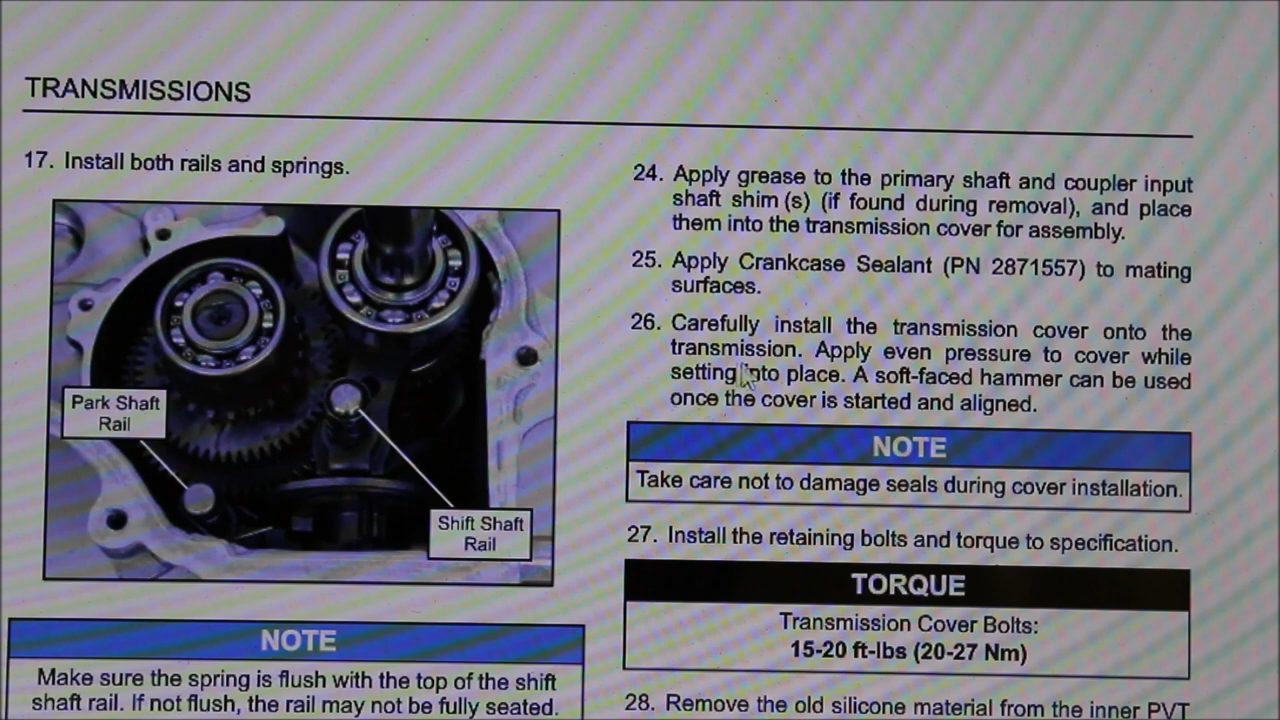 TRANSMISSIONS
17. Install both rails and springs.
Park Shaft
Rail
Shift Shaft
Rail
NOTE
Make sure the spring is flush with the top of the shift
shaft rail. If not flush, the rail may not be fully seated.
24. Apply grease to the primary shaft and coupler input
shaft shim (s) (if found during removal), and place
them into the transmission cover for assembly.
25. Apply Crankcase Sealant (PN 2871557) to mating
surfaces.
26. Carefully install the transmission cover onto the
transmission. Apply even pressure to cover while
setting into place. A soft-faced hammer can be used
once the cover is started and aligned.
NOTE
Take care not to damage seals during cover installation.
27. Install the retaining bolts and torque to specification.
TORQUE
Transmission Cover Bolts:
15-20 ft-lbs (20-27 Nm)
28. Remove the old silicone material from the inner PVT